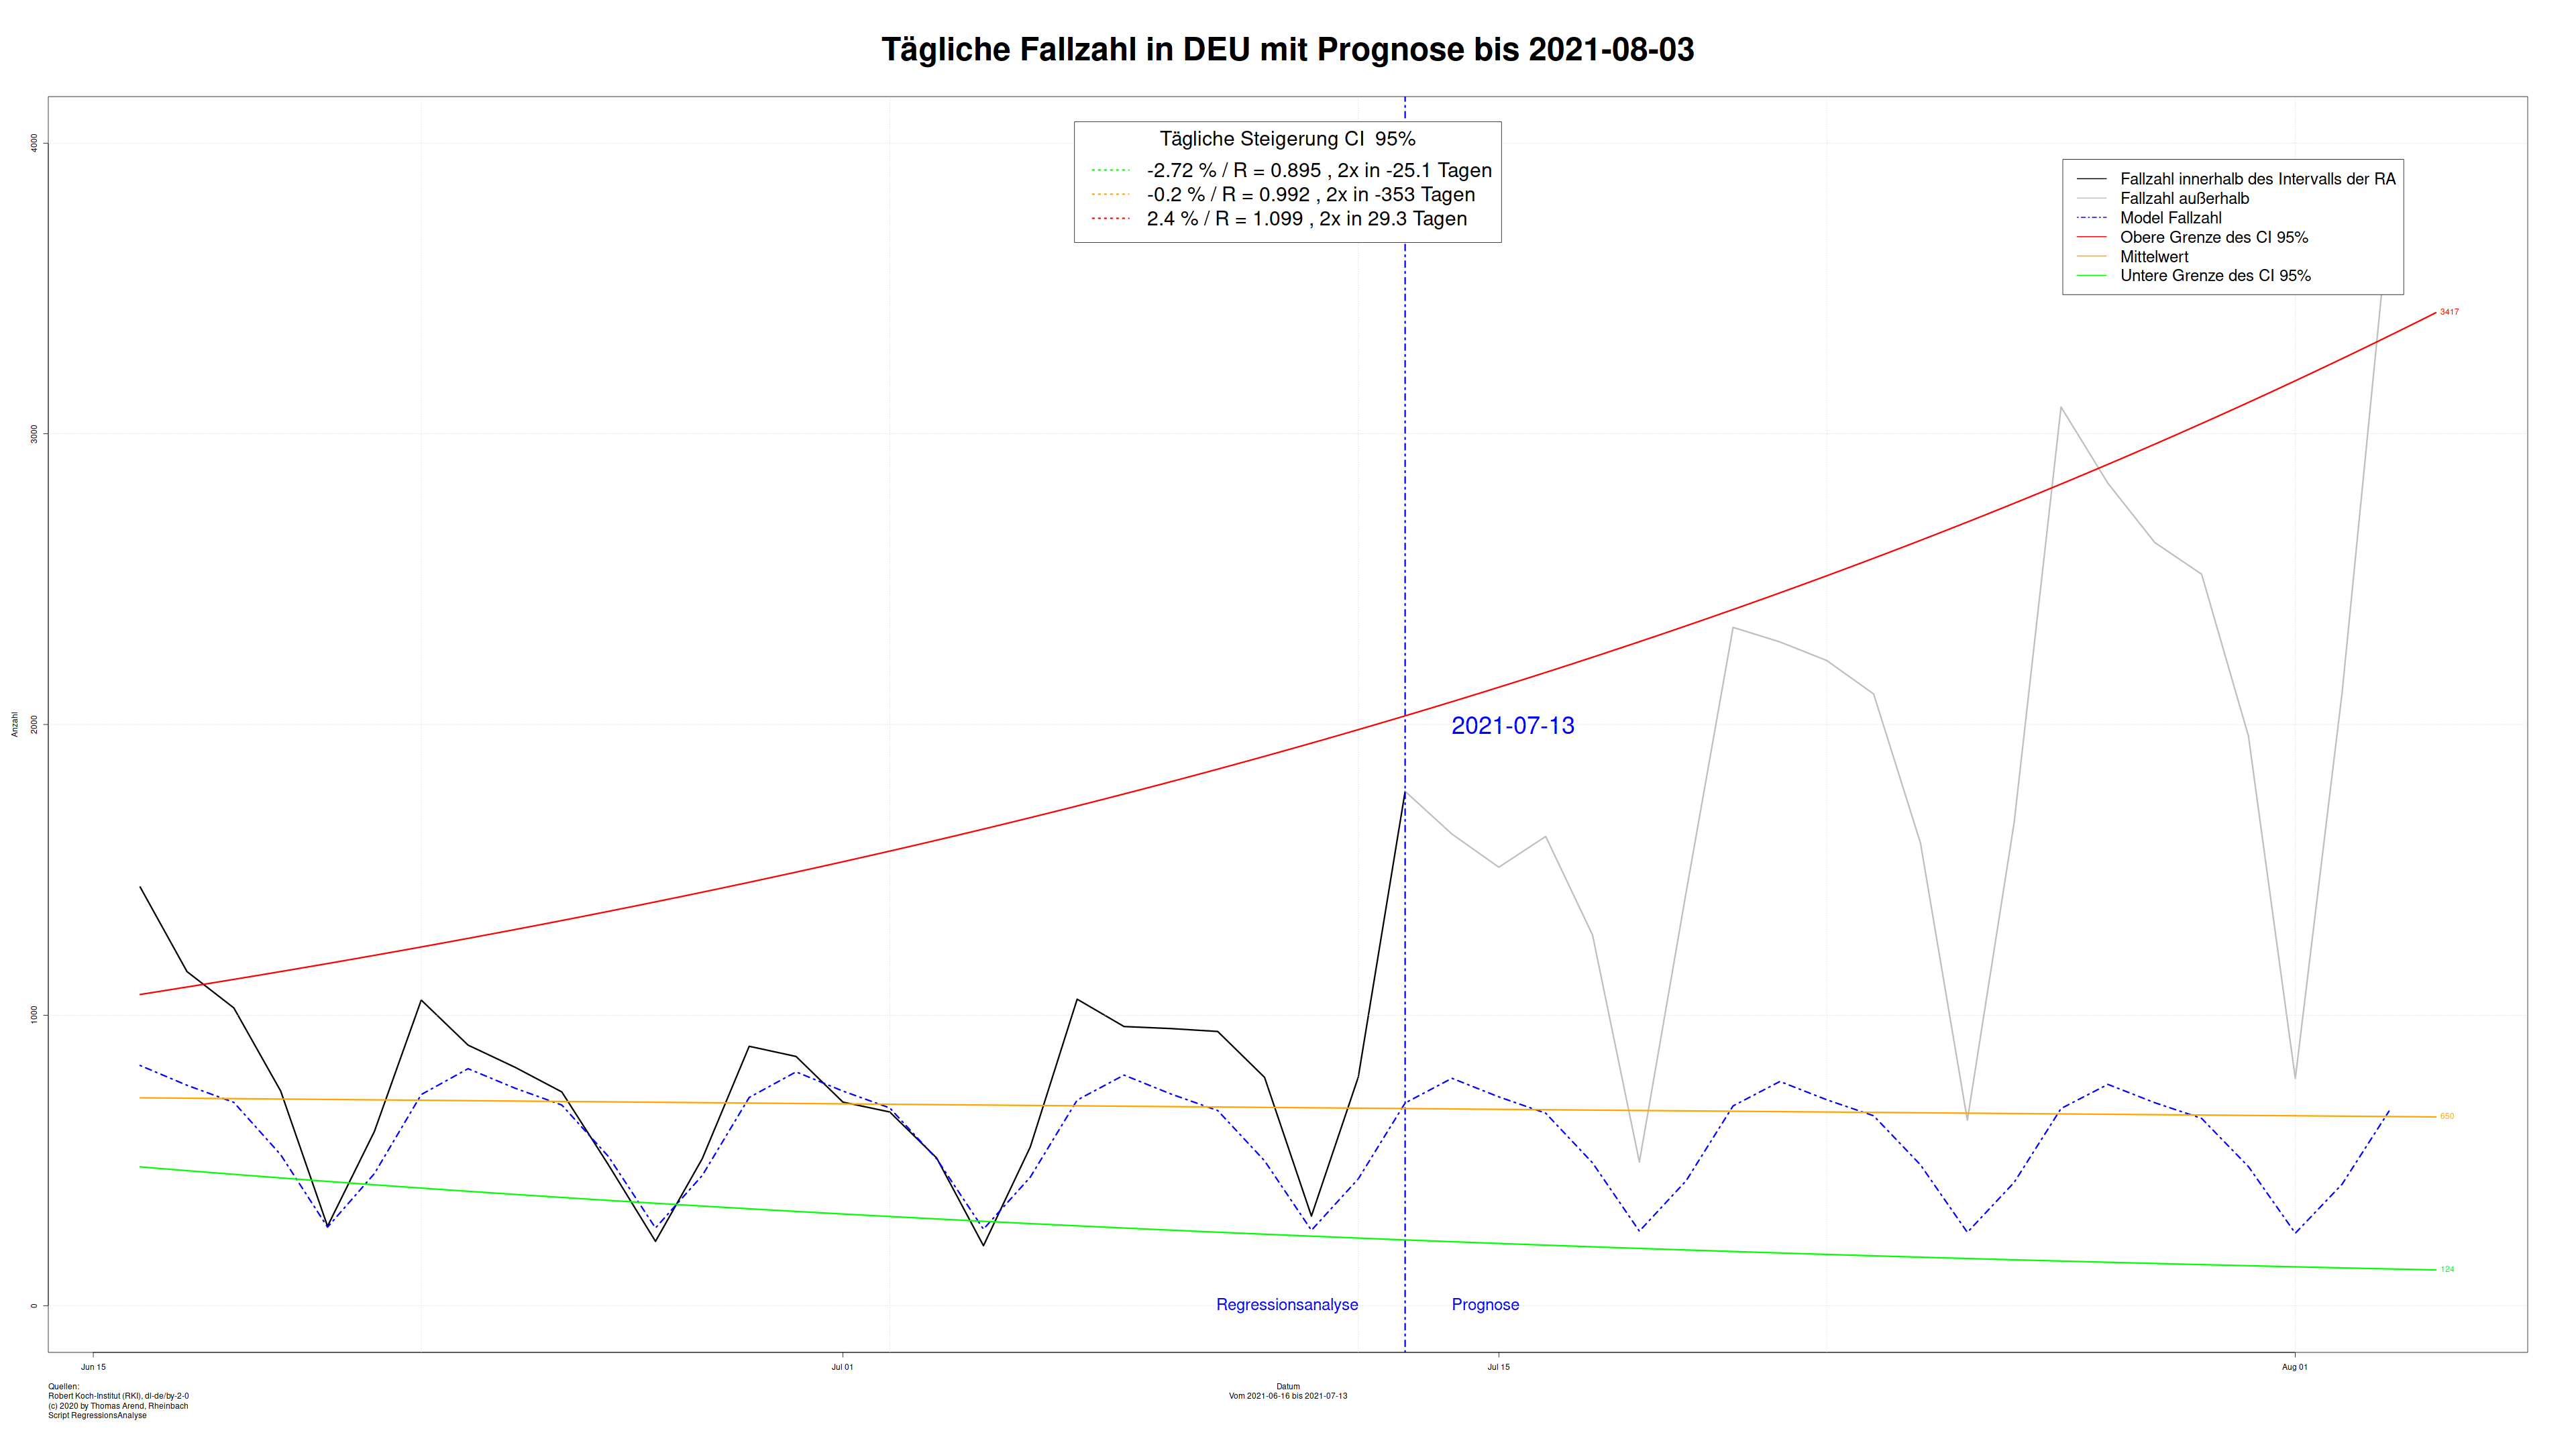 Tägliche Fallzahl in DEU mit Prognose bis 2021-08-03
Tägliche Steigerung CI  95%
-2.72 % / R = 0.895 , 2x in -25.1 Tagen
-0.2 % / R = 0.992 , 2x in -353 Tagen
2.4 % / R = 1.099 , 2x in 29.3 Tagen
Fallzahl innerhalb des Intervalls der RA
Fallzahl außerhalb
Model Fallzahl
Obere Grenze des CI 95%
Mittelwert
Untere Grenze des CI 95%
4000
3000
2000
1000
0
Anzahl
3417
650
124
2021-07-13
Regressionsanalyse
Prognose
Jun 15
Jul 01
Jul 15
Aug 01
Datum
Vom 2021-06-16 bis 2021-07-13
Quellen:
Robert Koch-Institut (RKI), dl-de/by-2-0
(c) 2020 by Thomas Arend, Rheinbach
Script RegressionsAnalyse